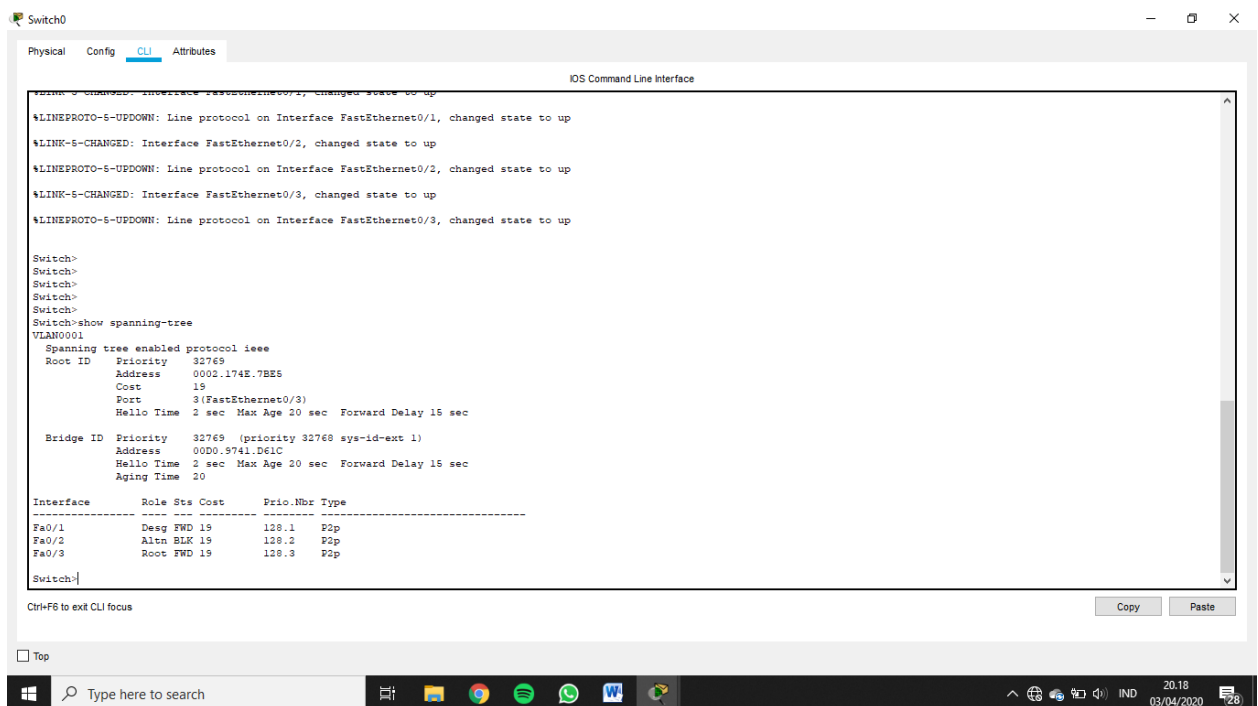 Switch0
Physical Config CLI Attributes
IOS Command Line Interface
%LINK-5-CHANGED: Interface FastEthernet0/1, changed state to up
%LINEPROTO-5-UPDOWN: Line protocol on Interface FastEthernet0/1, changed state to up
%LINK-5-CHANGED: Interface FastEthernet0/2, changed state to up
%LINEPROTO-5-UPDOWN: Line protocol on Interface FastEthernet0/2, changed state to up
%LINK-5-CHANGED: Interface FastEthernet0/3, changed state to up
%LINEPROTO-5-UPDOWN: Line protocol on Interface FastEthernet0/3, changed state to up
Switch>
Switch>
Switch>
Switch>
Switch>
Switch>show spanning-tree
VLAN0001
Spanning tree enabled protocol ieee
Root ID Priority 32769
Address 0002.174E.7BE5
Cost 19
Port 3(FastEthernet0/3)
Hello Time 2 sec Max Age 20 sec Forward Delay 15 sec
Bridge ID Priority 32769 (priority 32768 sys-id-ext 1)
Address 00D0.9741.D61C
Hello Time 2 sec Max Age 20 sec Forward Delay 15 sec
Aging Time 20
Interface Role Sts Cost Prio.Nbr Type
---------------- ---- --- --------- -------- --------------------------------
Fa0/1 Desg FWD 19 128.1 P2p
Fa0/2 Altn BLK 19 128.2 P2p
Fa0/3 Root FWD 19 128.3 P2p
Switch>
Ctrl+F6 to exit CLI focus
Copy Paste
Top
Type here to search
IND
20.18
03/04/2020
28